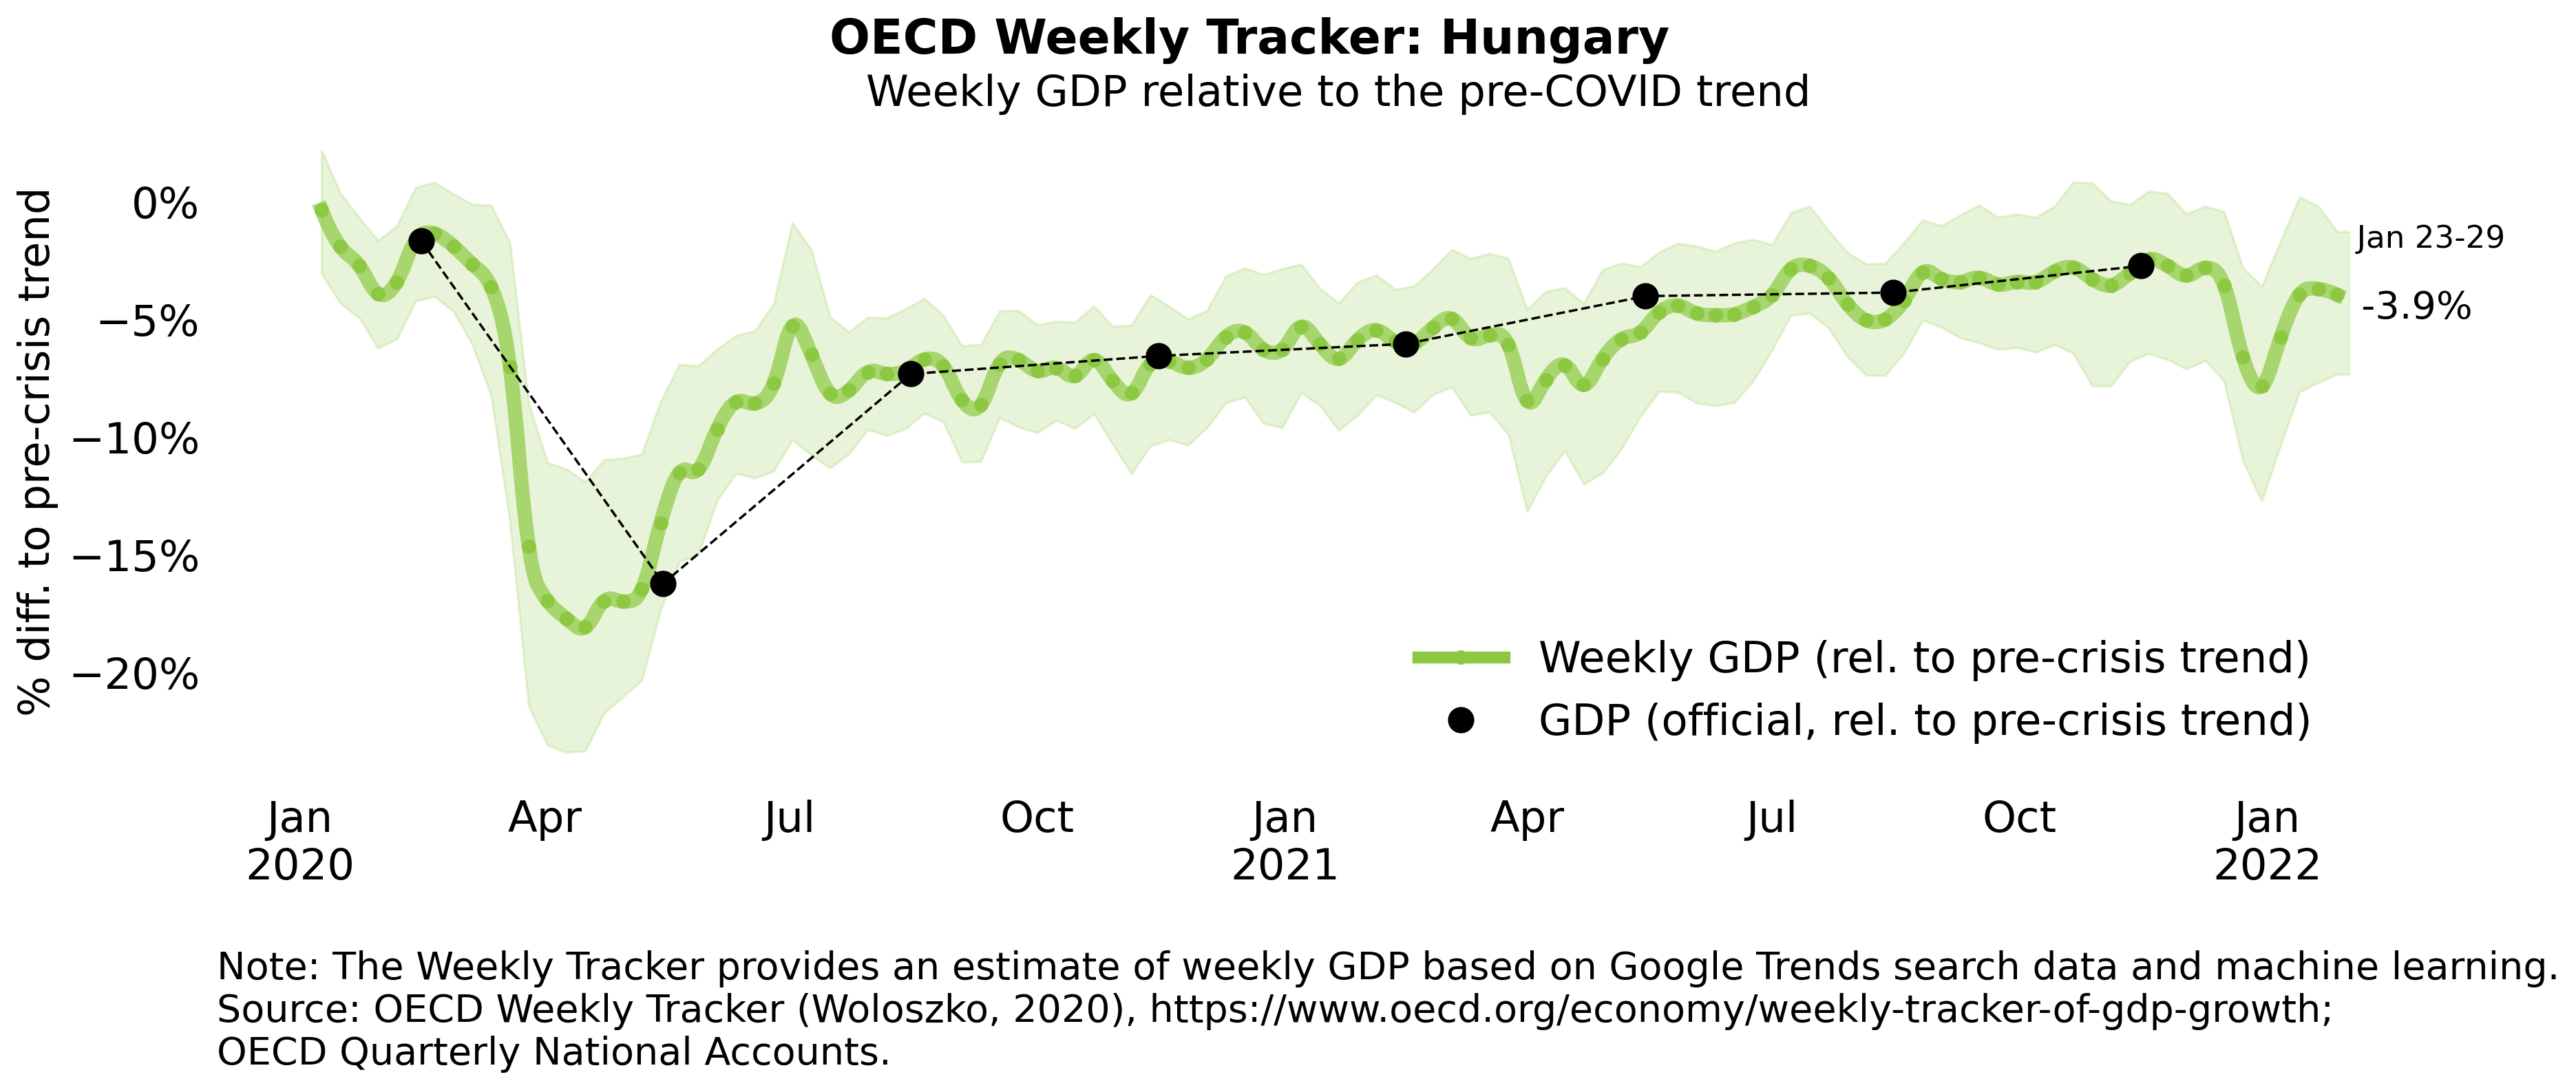 OECD Weekly Tracker: Hungary
Weekly GDP relative to the pre-COVID trend
% diff. to pre-crisis trend
0%
−5%
−10%
−15%
−20%
Jan 23-29
-3.9%
Weekly GDP (rel. to pre-crisis trend)
GDP (official, rel. to pre-crisis trend)
Jan Apr Jul Oct Jan Apr Jul Oct Jan
2020 2021 2022
Note: The Weekly Tracker provides an estimate of weekly GDP based on Google Trends search data and machine learning.
Source: OECD Weekly Tracker (Woloszko, 2020), https://www.oecd.org/economy/weekly-tracker-of-gdp-growth;
OECD Quarterly National Accounts.